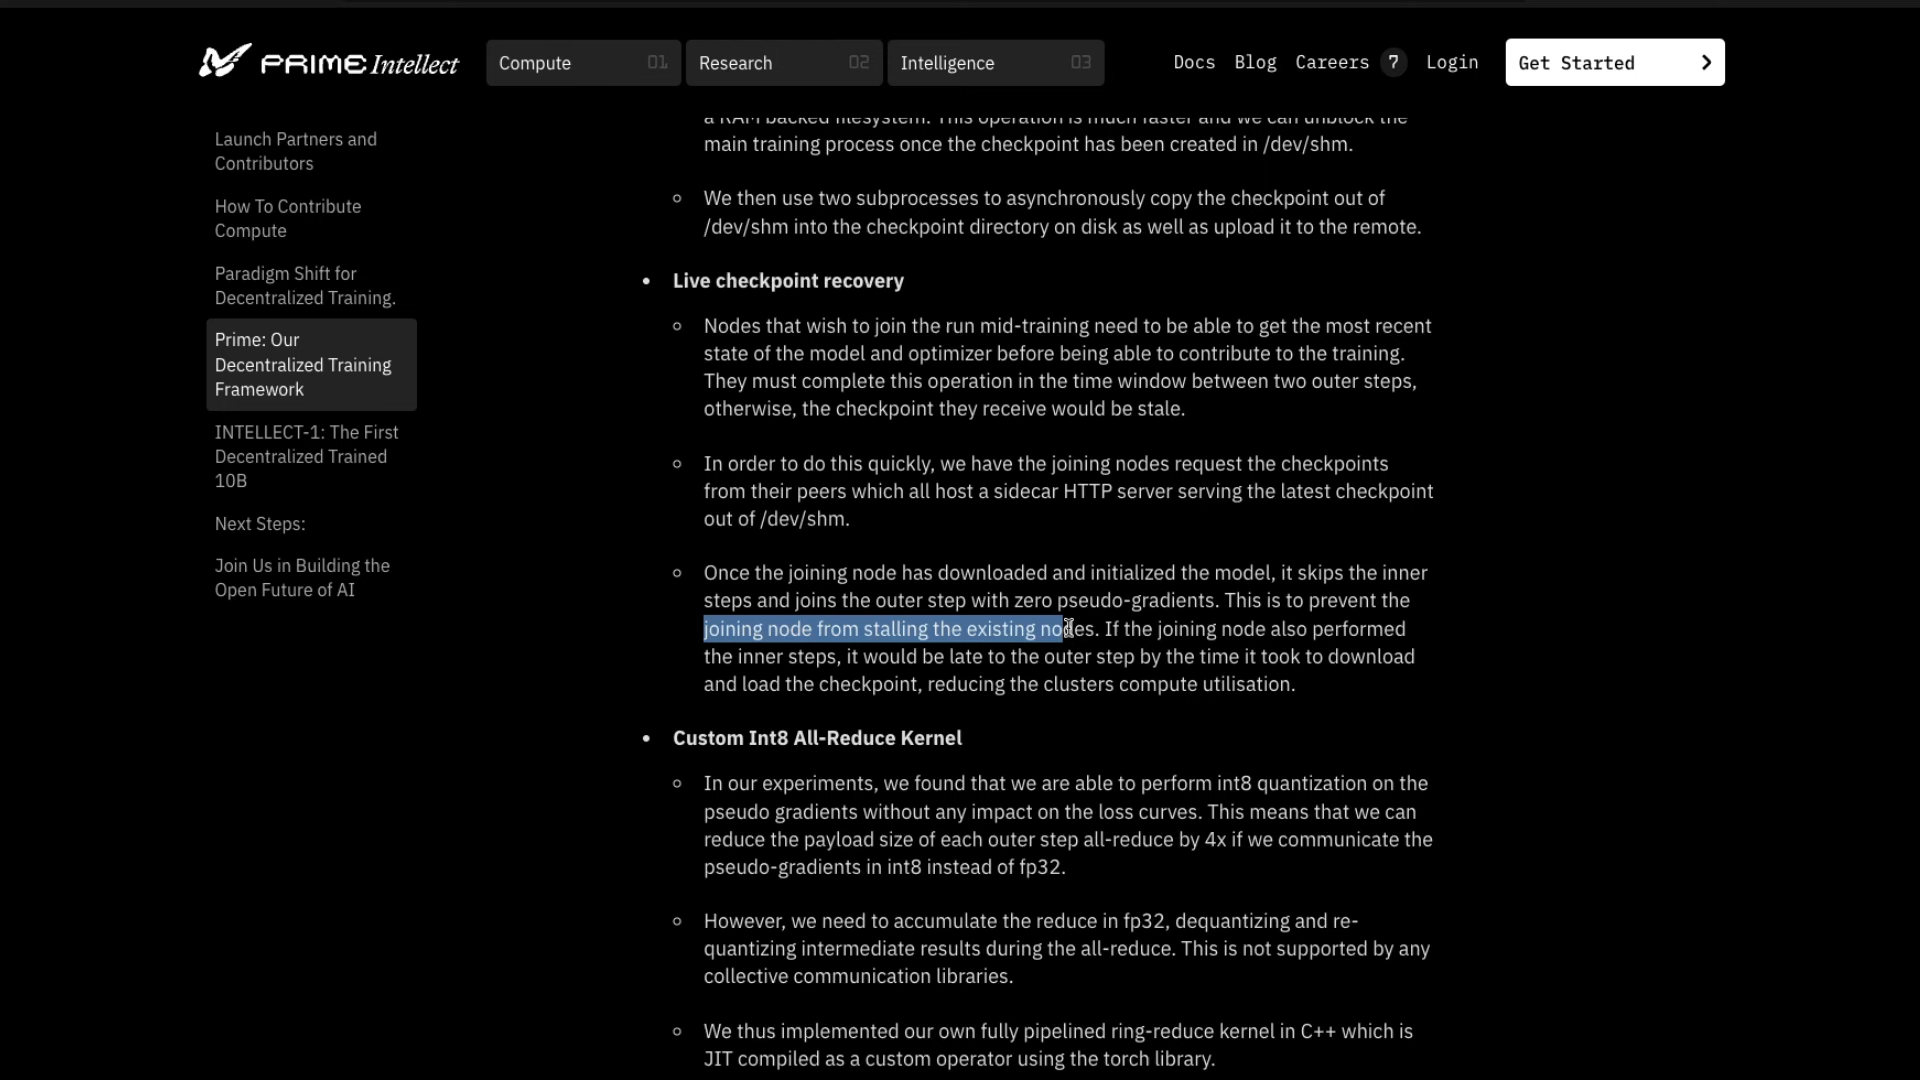 PRIME Intellect
Compute 01
Research 02
Intelligence 03
Docs Blog Careers 7 Login
Get Started
Launch Partners and
Contributors
How To Contribute
Compute
Paradigm Shift for
Decentralized Training.
Prime: Our
Decentralized Training
Framework
INTELLECT-1: The First
Decentralized Trained
10B
Next Steps:
Join Us in Building the
Open Future of AI
a RAM backed filesystem. This operation is much faster and we can unblock the
main training process once the checkpoint has been created in /dev/shm.
We then use two subprocesses to asynchronously copy the checkpoint out of
/dev/shm into the checkpoint directory on disk as well as upload it to the remote.
Live checkpoint recovery
Nodes that wish to join the run mid-training need to be able to get the most recent
state of the model and optimizer before being able to contribute to the training.
They must complete this operation in the time window between two outer steps,
otherwise, the checkpoint they receive would be stale.
In order to do this quickly, we have the joining nodes request the checkpoints
from their peers which all host a sidecar HTTP server serving the latest checkpoint
out of /dev/shm.
Once the joining node has downloaded and initialized the model, it skips the inner
steps and joins the outer step with zero pseudo-gradients. This is to prevent the
joining node from stalling the existing nodes. If the joining node also performed
the inner steps, it would be late to the outer step by the time it took to download
and load the checkpoint, reducing the clusters compute utilisation.
Custom Int8 All-Reduce Kernel
In our experiments, we found that we are able to perform int8 quantization on the
pseudo gradients without any impact on the loss curves. This means that we can
reduce the payload size of each outer step all-reduce by 4x if we communicate the
pseudo-gradients in int8 instead of fp32.
However, we need to accumulate the reduce in fp32, dequantizing and re-
quantizing intermediate results during the all-reduce. This is not supported by any
collective communication libraries.
We thus implemented our own fully pipelined ring-reduce kernel in C++ which is
JIT compiled as a custom operator using the torch library.